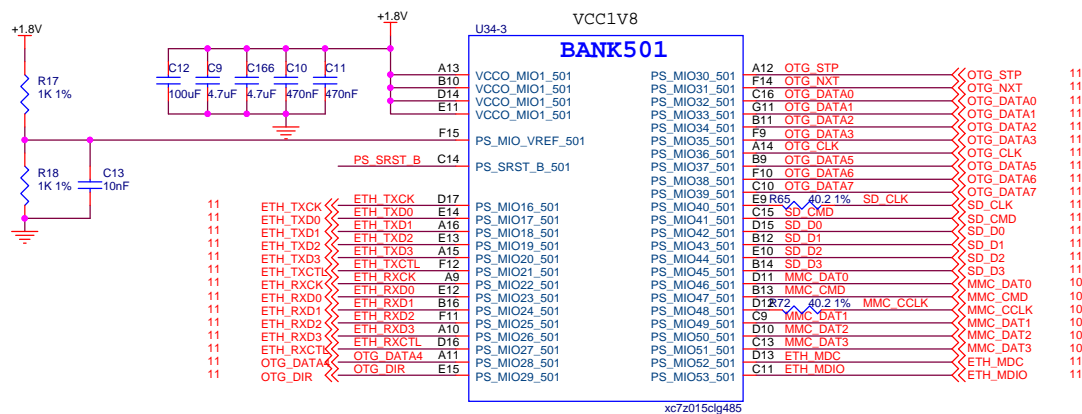 +1.8V
+1.8V
VCC1V8
U34-3
BANK501
R17
1K 1%
R18
1K 1%
C13
10nF
C12
100uF
C9
4.7uF
C166
4.7uF
C10
470nF
C11
470nF
A13 VCCO_MIO1_501
B10 VCCO_MIO1_501
D14 VCCO_MIO1_501
E11 VCCO_MIO1_501
F15 PS_MIO_VREF_501
PS_SRST_B C14 PS_SRST_B_501
11 ETH_TXCK ETH_TXCK D17 PS_MIO16_501
11 ETH_TXD0 ETH_TXD0 E14 PS_MIO17_501
11 ETH_TXD1 ETH_TXD1 A16 PS_MIO18_501
11 ETH_TXD2 ETH_TXD2 E13 PS_MIO19_501
11 ETH_TXD3 ETH_TXD3 A15 PS_MIO20_501
11 ETH_TXCTL ETH_TXCTL F12 PS_MIO21_501
11 ETH_RXCK ETH_RXCK A9 PS_MIO22_501
11 ETH_RXD0 ETH_RXD0 E12 PS_MIO23_501
11 ETH_RXD1 ETH_RXD1 B16 PS_MIO24_501
11 ETH_RXD2 ETH_RXD2 F11 PS_MIO25_501
11 ETH_RXD3 ETH_RXD3 A10 PS_MIO26_501
11 ETH_RXCTL ETH_RXCTL D16 PS_MIO27_501
11 OTG_DATA4 OTG_DATA4 A11 PS_MIO28_501
11 OTG_DIR OTG_DIR E15 PS_MIO29_501
PS_MIO30_501 A12 OTG_STP OTG_STP 11
PS_MIO31_501 F14 OTG_NXT OTG_NXT 11
PS_MIO32_501 C16 OTG_DATA0 OTG_DATA0 11
PS_MIO33_501 G11 OTG_DATA1 OTG_DATA1 11
PS_MIO34_501 B11 OTG_DATA2 OTG_DATA2 11
PS_MIO35_501 F9 OTG_DATA3 OTG_DATA3 11
PS_MIO36_501 A14 OTG_CLK OTG_CLK 11
PS_MIO37_501 B9 OTG_DATA5 OTG_DATA5 11
PS_MIO38_501 F10 OTG_DATA6 OTG_DATA6 11
PS_MIO39_501 C10 OTG_DATA7 OTG_DATA7 11
PS_MIO40_501 E9 R65 40.2 1% SD_CLK SD_CLK 11
PS_MIO41_501 C15 SD_CMD SD_CMD 11
PS_MIO42_501 D15 SD_D0 SD_D0 11
PS_MIO43_501 B12 SD_D1 SD_D1 11
PS_MIO44_501 E10 SD_D2 SD_D2 11
PS_MIO45_501 B14 SD_D3 SD_D3 11
PS_MIO46_501 D11 MMC_DAT0 MMC_DAT0 10
PS_MIO47_501 B13 MMC_CMD MMC_CMD 10
PS_MIO48_501 D12 R72 40.2 1% MMC_CCLK MMC_CCLK 10
PS_MIO49_501 C9 MMC_DAT1 MMC_DAT1 10
PS_MIO50_501 D10 MMC_DAT2 MMC_DAT2 10
PS_MIO51_501 C13 MMC_DAT3 MMC_DAT3 10
PS_MIO52_501 D13 ETH_MDC ETH_MDC 11
PS_MIO53_501 C11 ETH_MDIO ETH_MDIO 11
xc7z015clg485